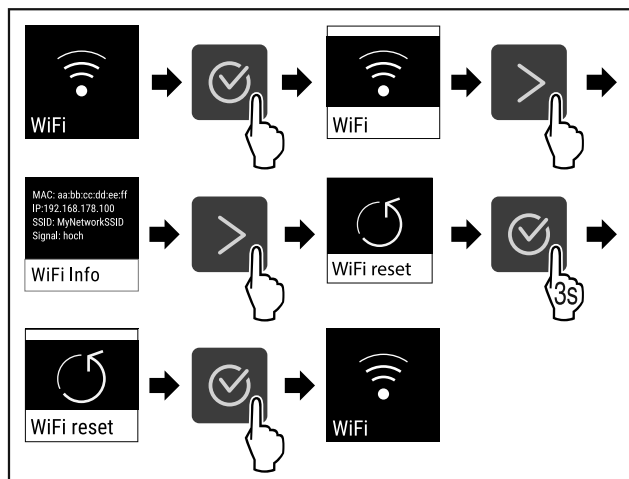 WiFi
WiFi
MAC: aa:bb:cc:dd:ee:ff
IP:192.168.178.100
SSID: MyNetworkSSID
Signal: hoch
WiFi Info
WiFi reset
3s
WiFi reset
WiFi